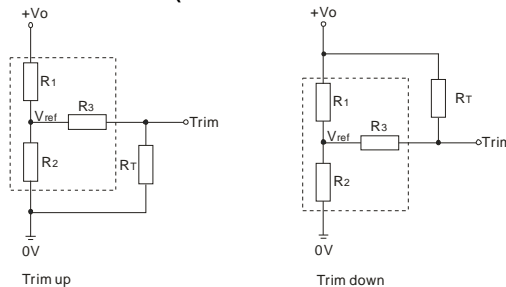 +Vo
R1
Vref
R3
Trim
R2
RT
0V
Trim up
+Vo
R1
RT
Vref
R3
Trim
R2
0V
Trim down